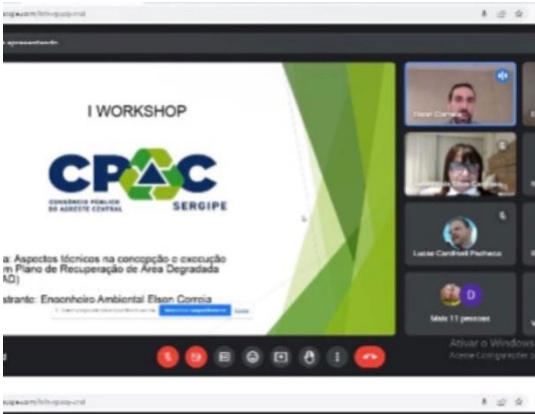 apresentando
I WORKSHOP
CPAC
CONSÓRCIO PÚBLICO
DO AGRESTE CENTRAL
SERGIPE
a: Aspectos técnicos na concepção e execução
m Plano de Recuperação de Área Degradada
AD)
strante: Engenheiro Ambiental Elson Correia
Elson Correia
Lucas Cardinali Pacheco
D
Mais 11 pessoas
Ativar o Windows